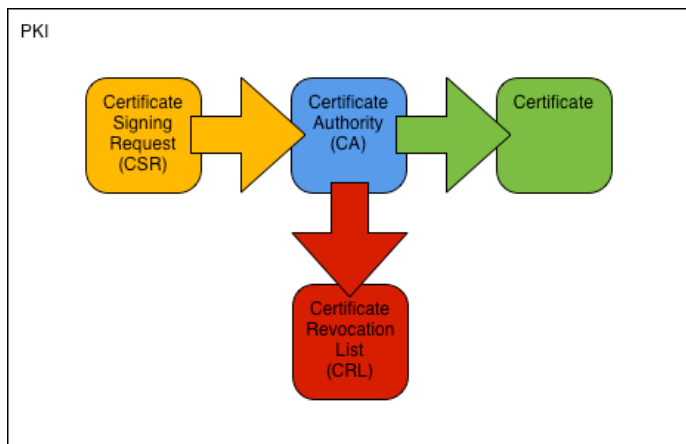 PKI
Certificate
Signing
Request
(CSR)
Certificate
Authority
(CA)
Certificate
Certificate
Revocation
List
(CRL)